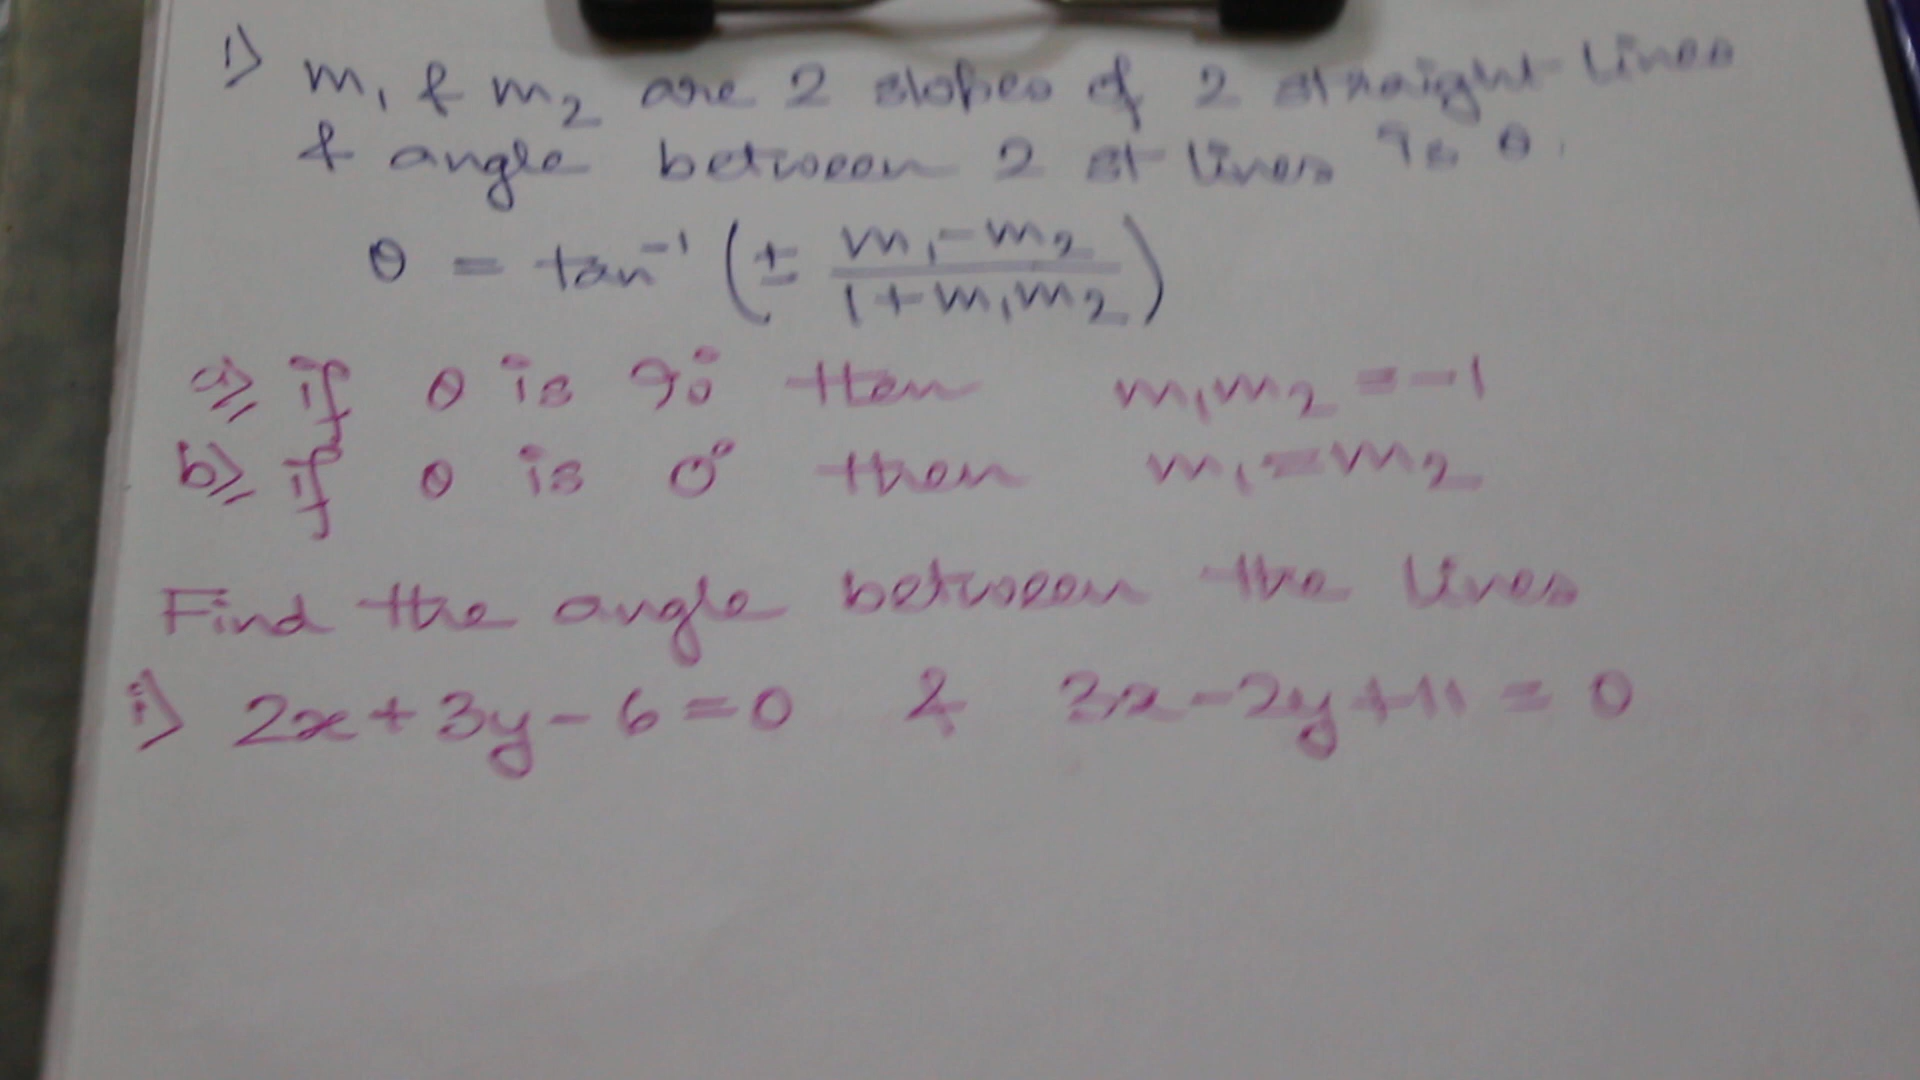 1) m₁ & m₂ are 2 slopes of 2 straight lines
& angle between 2 st lines is θ.
θ = tan⁻¹ (± (m₁ - m₂)/(1 + m₁m₂))
a) if θ is 90° then m₁m₂ = -1
b) if θ is 0° then m₁ = m₂
Find the angle between the lines
i) 2x + 3y - 6 = 0 & 3x - 2y + 11 = 0